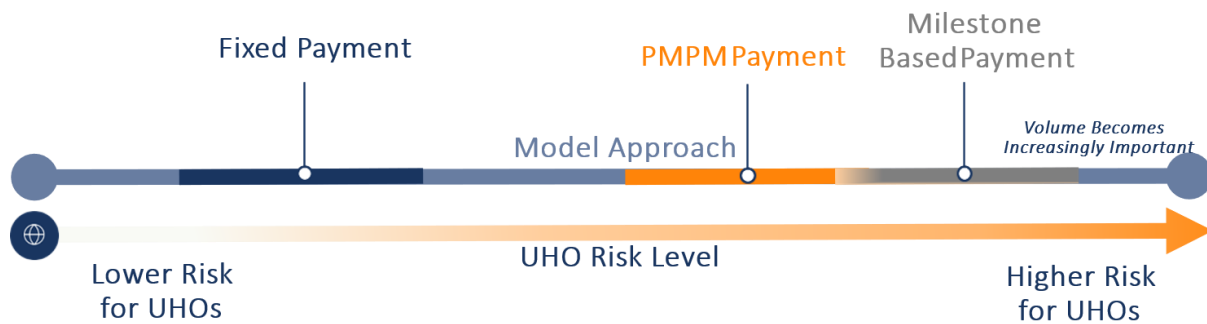 Fixed Payment
PMPM Payment
Milestone
Based Payment
Model Approach
Volume Becomes
Increasingly Important
UHO Risk Level
Lower Risk
for UHOs
Higher Risk
for UHOs